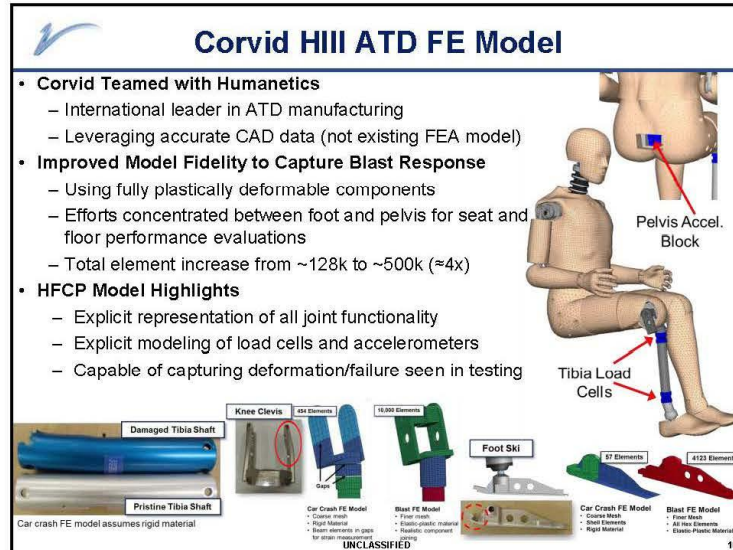 Corvid HIII ATD FE Model
• Corvid Teamed with Humanetics
– International leader in ATD manufacturing
– Leveraging accurate CAD data (not existing FEA model)
• Improved Model Fidelity to Capture Blast Response
– Using fully plastically deformable components
– Efforts concentrated between foot and pelvis for seat and
floor performance evaluations
– Total element increase from ~128k to ~500k (≈4x)
• HFCP Model Highlights
– Explicit representation of all joint functionality
– Explicit modeling of load cells and accelerometers
– Capable of capturing deformation/failure seen in testing
Pelvis Accel.
Block
Tibia Load
Cells
Damaged Tibia Shaft
Pristine Tibia Shaft
Car crash FE model assumes rigid material
Knee Clevis
454 Elements
Gaps
Car Crash FE Model
• Coarse mesh
• Rigid Material
• Beam elements in gaps
for strain measurement
10,000 Elements
Blast FE Model
• Finer mesh
• Elastic-plastic material
• Realistic component
joining
Foot Ski
57 Elements
Car Crash FE Model
• Coarse Mesh
• Shell Elements
• Rigid Material
4123 Element
Blast FE Model
• Finer Mesh
• All Hex Elements
• Elastic-Plastic Material
UNCLASSIFIED